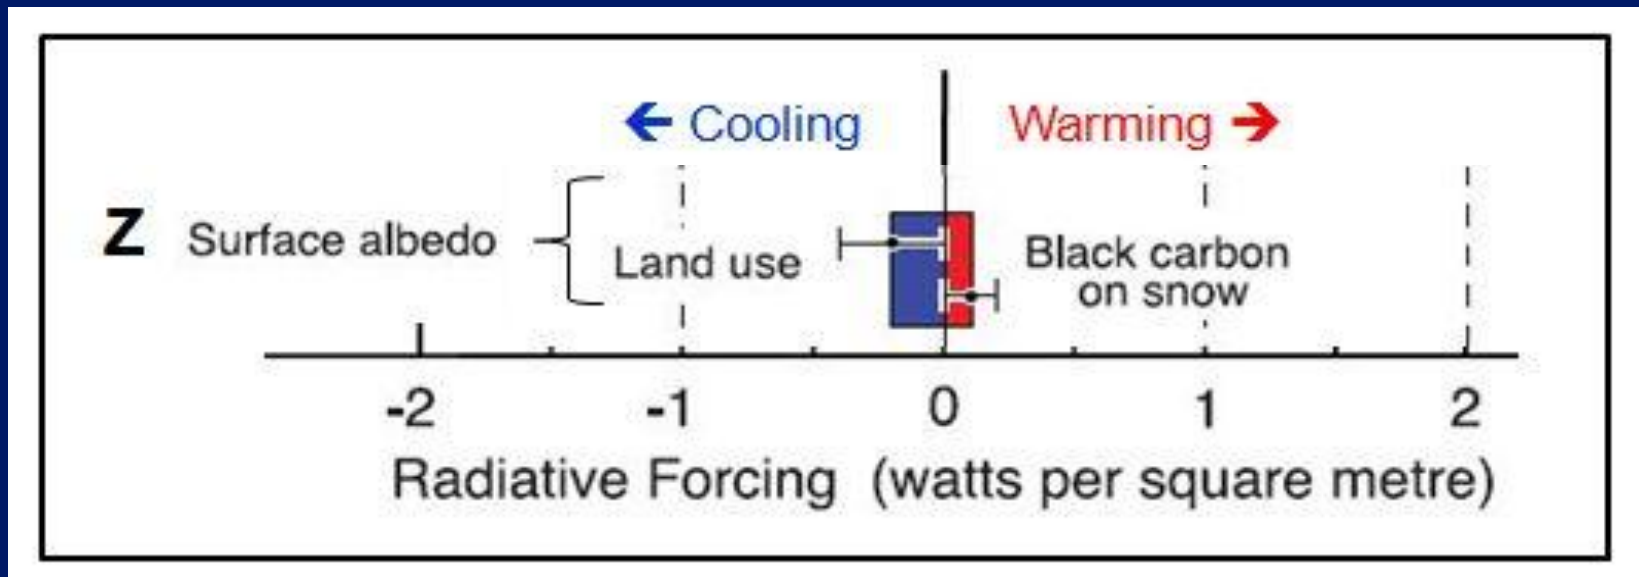 ← Cooling
Warming →
Z
Surface albedo
Land use
Black carbon
on snow
-2 -1 0 1 2
Radiative Forcing (watts per square metre)